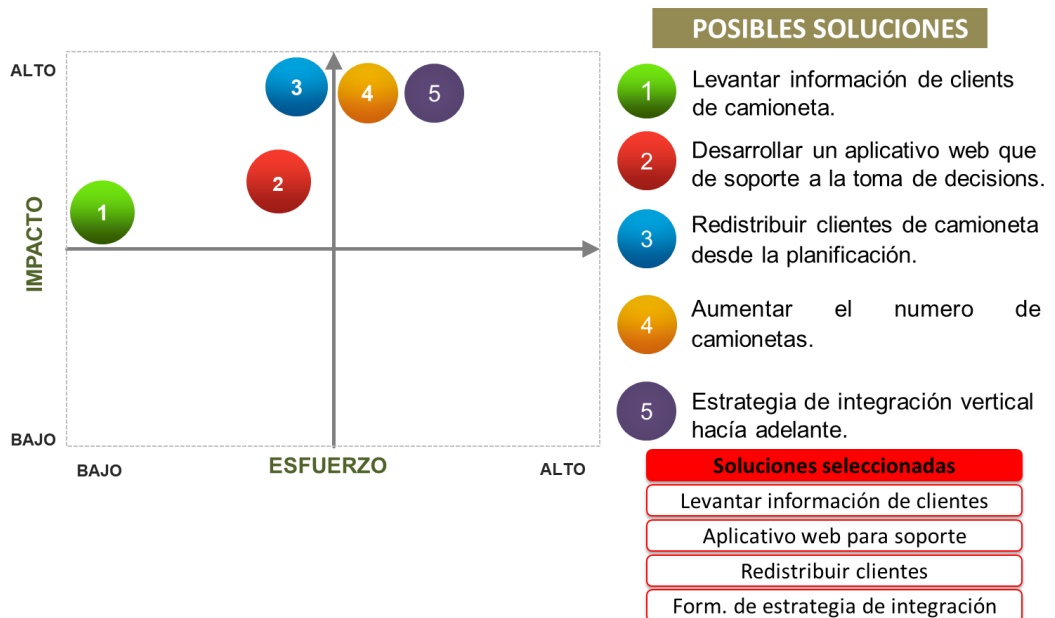 POSIBLES SOLUCIONES
ALTO
IMPACTO
BAJO
BAJO
ESFUERZO
ALTO
1
2
3
4
5
1
Levantar información de clients
de camioneta.
2
Desarrollar un aplicativo web que
de soporte a la toma de decisions.
3
Redistribuir clientes de camioneta
desde la planificación.
4
Aumentar el numero de
camionetas.
5
Estrategia de integración vertical
hacía adelante.
Soluciones seleccionadas
Levantar información de clientes
Aplicativo web para soporte
Redistribuir clientes
Form. de estrategia de integración